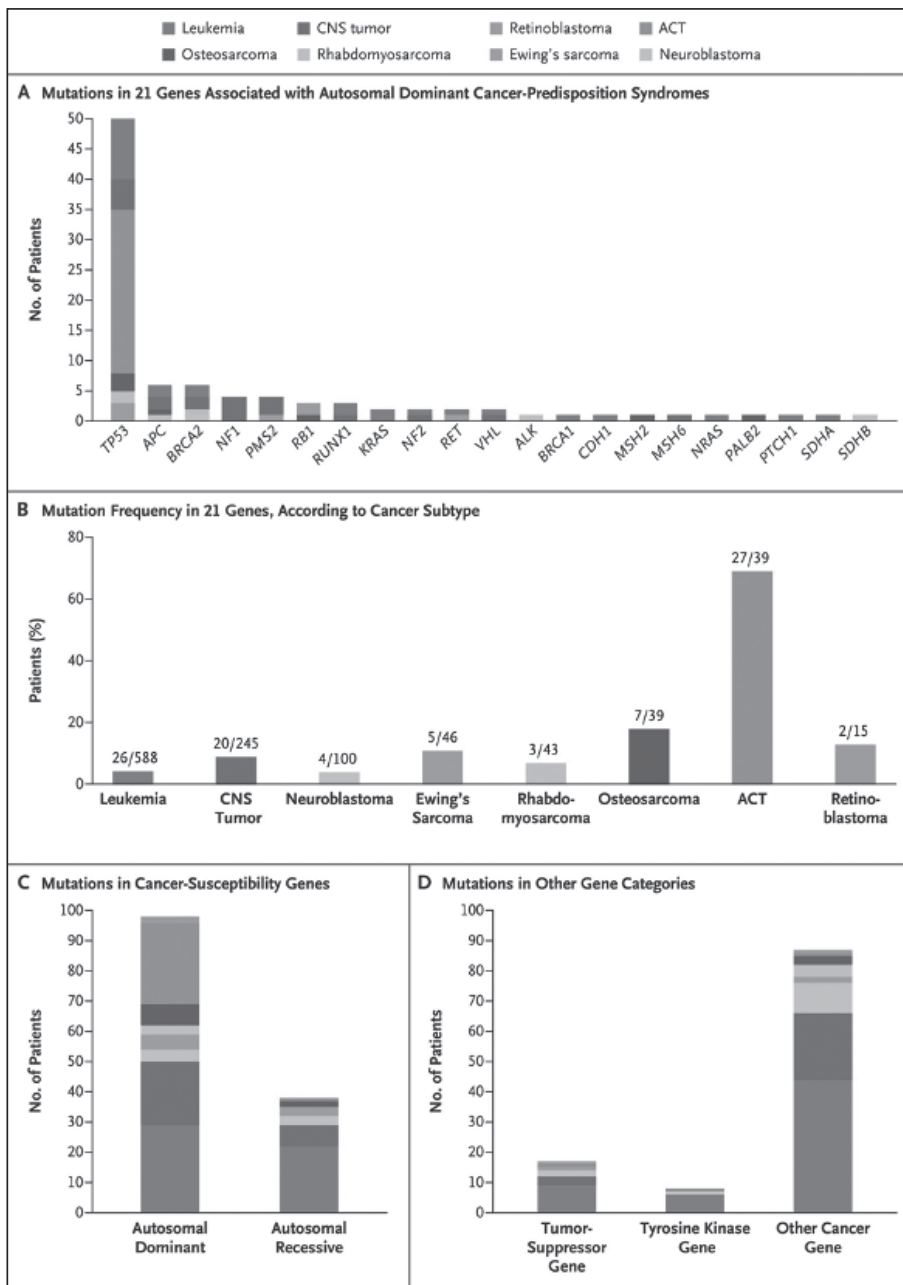 Leukemia CNS tumor Retinoblastoma ACT
Osteosarcoma Rhabdomyosarcoma Ewing's sarcoma Neuroblastoma
A Mutations in 21 Genes Associated with Autosomal Dominant Cancer-Predisposition Syndromes
50
45
40
35
30
25
20
15
10
5
0
No. of Patients
TP53 APC BRCA2 NF1 PMS2 RB1 RUNX1 KRAS NF2 RET VHL ALK BRCA1 CDH1 MSH2 MSH6 NRAS PALB2 PTCH1 SDHA SDHB
B Mutation Frequency in 21 Genes, According to Cancer Subtype
80
60
40
20
0
Patients (%)
26/588 20/245 4/100 5/46 3/43 7/39 27/39 2/15
Leukemia CNS Neuroblastoma Ewing's Rhabdo- Osteosarcoma ACT Retino-
Tumor Sarcoma myosarcoma blastoma
C Mutations in Cancer-Susceptibility Genes
100
90
80
70
60
50
40
30
20
10
0
No. of Patients
Autosomal Autosomal
Dominant Recessive
D Mutations in Other Gene Categories
100
90
80
70
60
50
40
30
20
10
0
No. of Patients
Tumor- Tyrosine Kinase Other Cancer
Suppressor Gene Gene
Gene